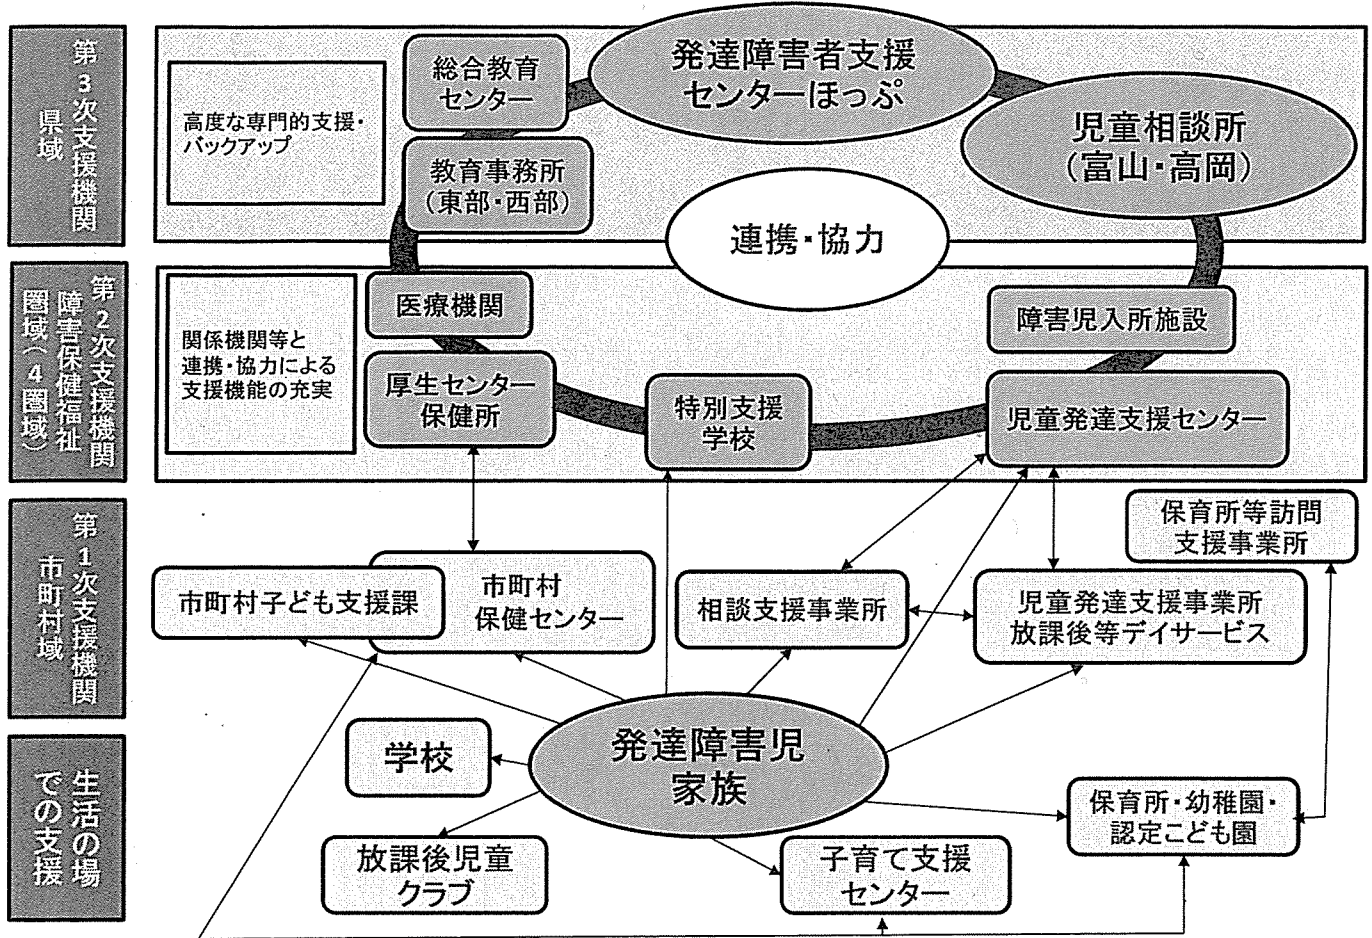 第3次支援機関
県域
高度な専門的支援・
バックアップ
総合教育
センター
教育事務所
（東部・西部）
発達障害者支援
センターほっぷ
児童相談所
（富山・高岡）
連携・協力
第2次支援機関
障害保健福祉
圏域（4圏域）
関係機関等と
連携・協力による
支援機能の充実
医療機関
厚生センター
保健所
特別支援
学校
障害児入所施設
児童発達支援センター
第1次支援機関
市町村域
市町村子ども支援課
市町村
保健センター
相談支援事業所
保育所等訪問
支援事業所
児童発達支援事業所
放課後等デイサービス
生活の場
での支援
発達障害児
家族
学校
放課後児童
クラブ
子育て支援
センター
保育所・幼稚園・
認定こども園